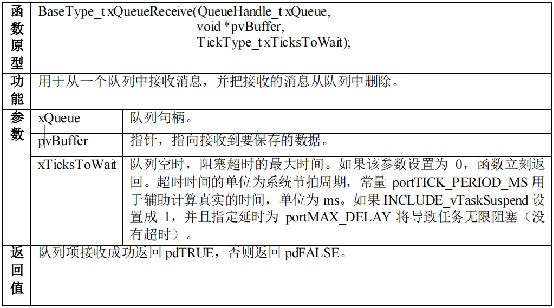 函数原型
BaseType_t xQueueReceive(QueueHandle_t xQueue,
void *pvBuffer,
TickType_t xTicksToWait);
功能
用于从一个队列中接收消息，并把接收的消息从队列中删除。
参数
xQueue
队列句柄。
pvBuffer
指针，指向接收到要保存的数据。
xTicksToWait
队列空时，阻塞超时的最大时间。如果该参数设置为 0，函数立刻返
回。超时时间的单位为系统节拍周期，常量 portTICK_PERIOD_MS 用
于辅助计算真实的时间，单位为 ms。如果 INCLUDE_vTaskSuspend 设
置成 1，并且指定延时为 portMAX_DELAY 将导致任务无限阻塞（没
有超时）。
返回值
队列项接收成功返回 pdTRUE，否则返回 pdFALSE。